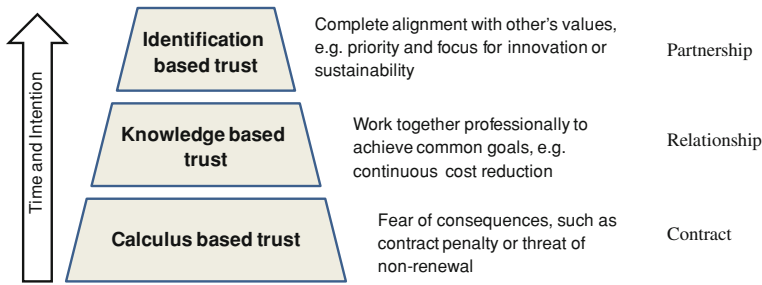 Time and Intention
Identification
based trust
Complete alignment with other's values,
e.g. priority and focus for innovation or
sustainability
Partnership
Knowledge based
trust
Work together professionally to
achieve common goals, e.g.
continuous cost reduction
Relationship
Calculus based trust
Fear of consequences, such as
contract penalty or threat of
non-renewal
Contract